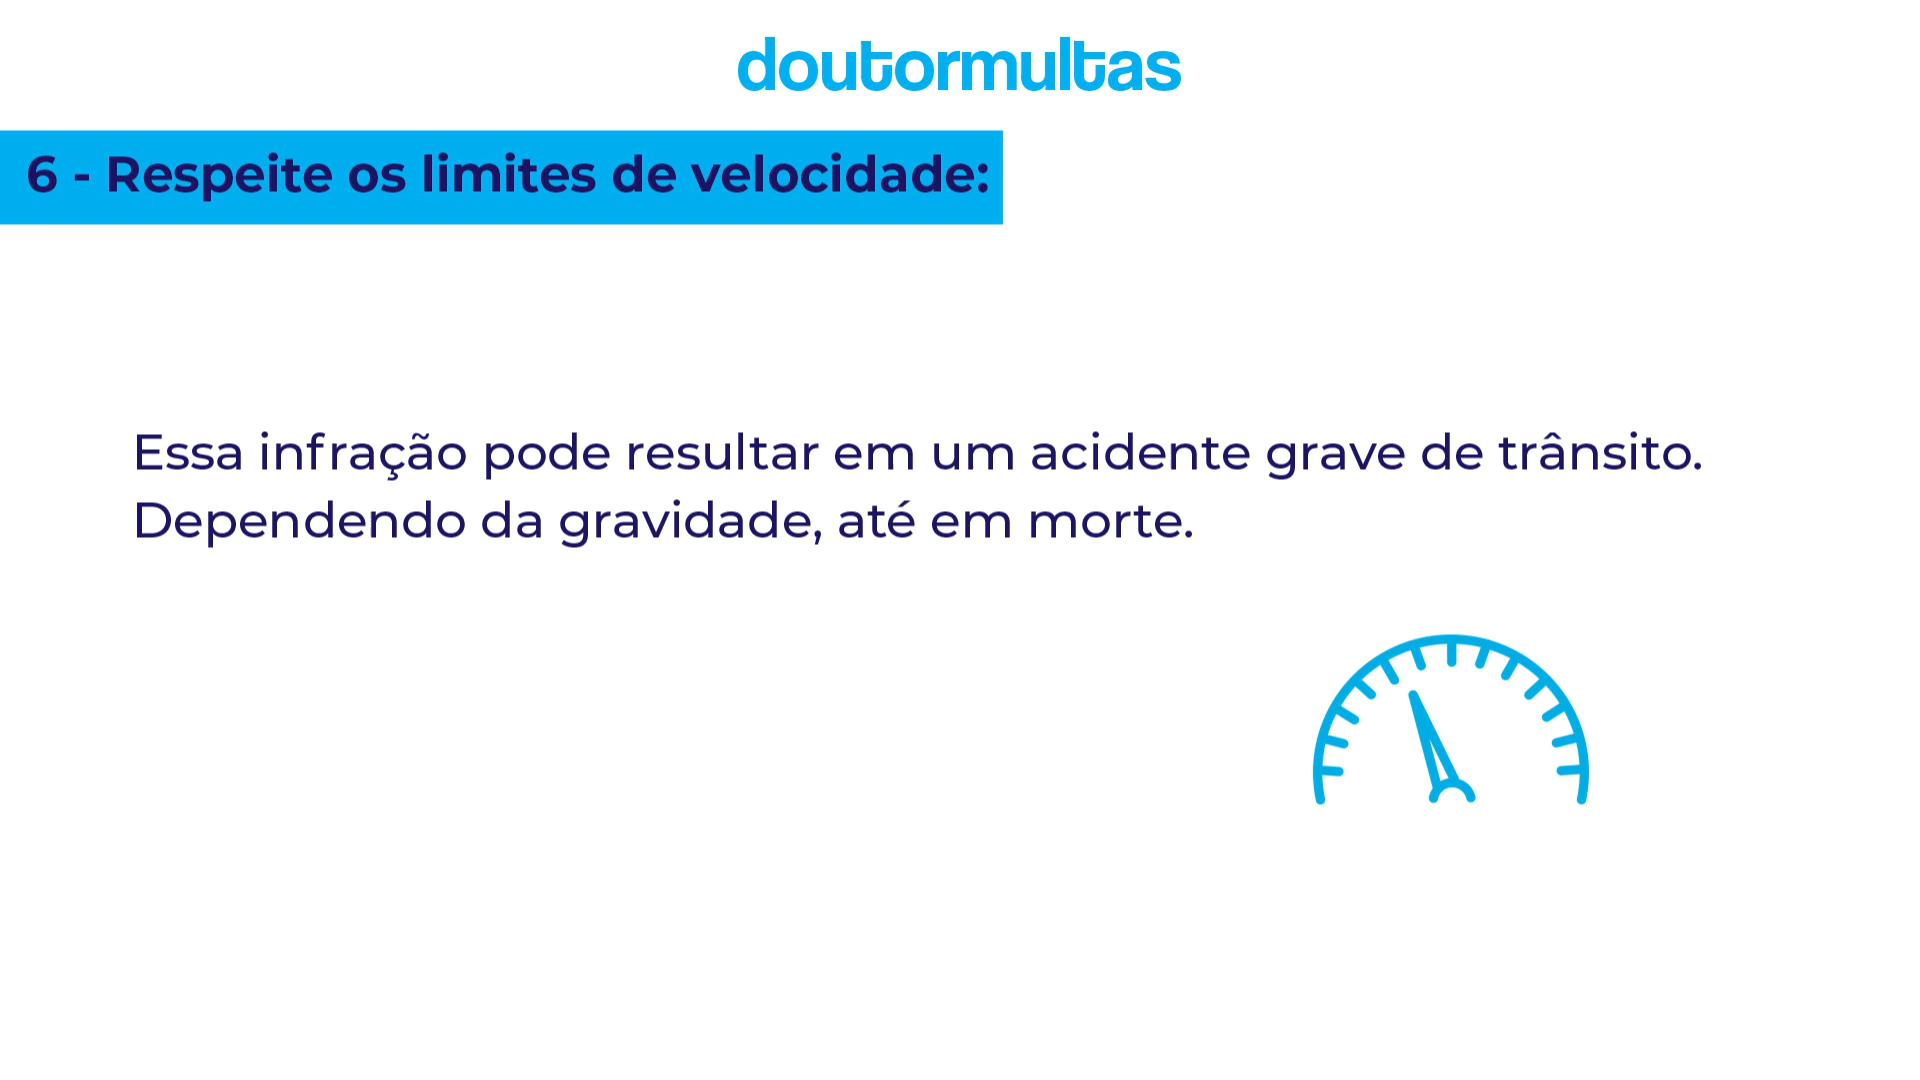 doutormultas
6 - Respeite os limites de velocidade:
Essa infração pode resultar em um acidente grave de trânsito.
Dependendo da gravidade, até em morte.